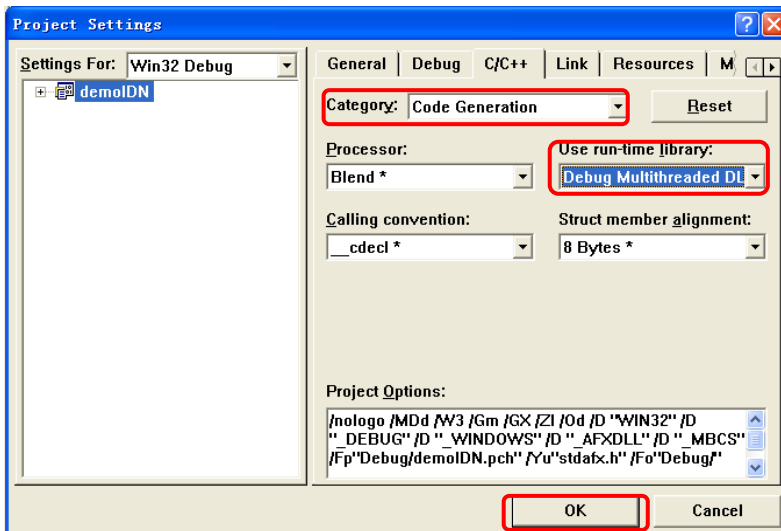 Project Settings
Settings For: Win32 Debug
demoIDN
General Debug C/C++ Link Resources M
Category: Code Generation Reset
Processor: Use run-time library:
Blend * Debug Multithreaded DL
Calling convention: Struct member alignment:
__cdecl * 8 Bytes *
Project Options:
/nologo /MDd /W3 /Gm /GX /ZI /Od /D "WIN32" /D
"_DEBUG" /D "_WINDOWS" /D "_AFXDLL" /D "_MBCS"
/Fp"Debug/demoIDN.pch" /Yu"stdafx.h" /Fo"Debug/"
OK Cancel